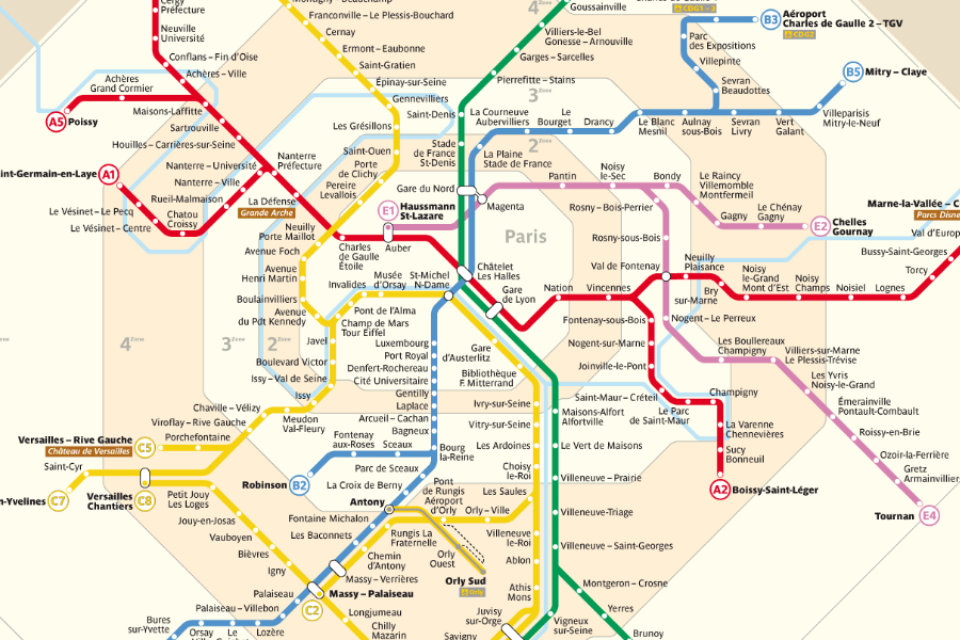 Cergy
Préfecture
Neuville
Université
Conflans – Fin d'Oise
Achères – Ville
Achères
Grand Cormier
A5 Poissy
Maisons-Laffitte
Sartrouville
Houilles – Carrières-sur-Seine
Nanterre – Université
Nanterre – Ville
Nanterre
Préfecture
Rueil-Malmaison
Chatou
Croissy
A1
Le Vésinet – Le Pecq
Le Vésinet – Centre
La Défense
Grande Arche
Franconville – Le Plessis-Bouchard
Cernay
Ermont – Eaubonne
Saint-Gratien
Épinay-sur-Seine
Gennevilliers
Les Grésillons
Saint-Ouen
Porte
de Clichy
Pereire
Levallois
Neuilly
Porte Maillot
Avenue Foch
Avenue
Henri Martin
Boulainvilliers
Avenue
du Pdt Kennedy
Javel
Boulevard Victor
Issy – Val de Seine
Issy
Meudon
Val-Fleury
Chaville – Vélizy
Viroflay – Rive Gauche
Porchefontaine
Versailles – Rive Gauche
Château de Versailles
C5
Saint-Cyr
C7
Versailles
Chantiers
C8
Petit Jouy
Les Loges
Jouy-en-Josas
Vauboyen
Bièvres
Igny
Massy – Palaiseau
C2
Longjumeau
Chilly
Mazarin
Savigny
Goussainville
Villiers-le-Bel
Gonesse – Arnouville
Garges – Sarcelles
Pierrefitte – Stains
Saint-Denis
Stade
de France
St-Denis
Gare du Nord
Magenta
E1 Haussmann
St-Lazare
Auber
Charles
de Gaulle
Étoile
Châtelet
Les Halles
Gare
de Lyon
Invalides
Musée
d'Orsay
St-Michel
N-Dame
Pont de l'Alma
Champ de Mars
Tour Eiffel
Paris
4 Zone
3 Zone
2 Zone
4 Zone
3 Zone
2 Zone
La Courneuve
Aubervilliers
Le
Bourget
Drancy
La Plaine
Stade de France
Le Blanc
Mesnil
Aulnay
sous-Bois
Sevran
Livry
Vert
Galant
Villeparisis
Mitry-le-Neuf
B5 Mitry – Claye
Sevran
Beaudottes
Villepinte
Parc
des Expositions
B3 Aéroport
Charles de Gaulle 2 – TGV
CDG2
Pantin
Noisy
le-Sec
Bondy
Le Raincy
Villemomble
Montfermeil
Gagny
Le Chénay
Gagny
E2 Chelles
Gournay
Rosny – Bois-Perrier
Rosny-sous-Bois
Val de Fontenay
Neuilly
Plaisance
Bry
sur-Marne
Noisy
le-Grand
Mont d'Est
Noisy
Champs
Noisiel
Lognes
Torcy
Bussy-Saint-Georges
Val d'Europe
Marne-la-Vallée – C
Parcs Disne
Nation
Vincennes
Fontenay-sous-Bois
Nogent-sur-Marne
Joinville-le-Pont
Saint-Maur – Créteil
Le Parc
de Saint-Maur
Champigny
La Varenne
Chennevières
Sucy
Bonneuil
A2 Boissy-Saint-Léger
Nogent – Le Perreux
Les Boullereaux
Champigny
Villiers-sur-Marne
Le Plessis-Trévise
Les Yvris
Noisy-le-Grand
Émerainville
Pontault-Combault
Roissy-en-Brie
Ozoir-la-Ferrière
Gretz
Armainvillier
Tournan E4
Luxembourg
Port Royal
Denfert-Rochereau
Cité Universitaire
Gentilly
Laplace
Arcueil – Cachan
Bagneux
Bourg
la-Reine
Fontenay
aux-Roses
Sceaux
Robinson B2
Parc de Sceaux
La Croix de Berny
Antony
Fontaine Michalon
Les Baconnets
Massy – Verrières
Chemin
d'Antony
Palaiseau
Palaiseau – Villebon
Lozère
Le
Orsay
Bures
sur-Yvette
Gare
d'Austerlitz
Bibliothèque
F. Mitterrand
Ivry-sur-Seine
Vitry-sur-Seine
Les Ardoines
Choisy
le-Roi
Les Saules
Orly – Ville
Pont
de Rungis
Aéroport
d'Orly
Rungis La
Fraternelle
Orly
Ouest
Orly Sud
Orly
Villeneuve
le-Roi
Ablon
Athis
Mons
Juvisy
sur-Orge
Maisons-Alfort
Alfortville
Le Vert de Maisons
Villeneuve – Prairie
Villeneuve-Triage
Villeneuve – Saint-Georges
Montgeron – Crosne
Yerres
Brunoy
Vigneux
sur-Seine